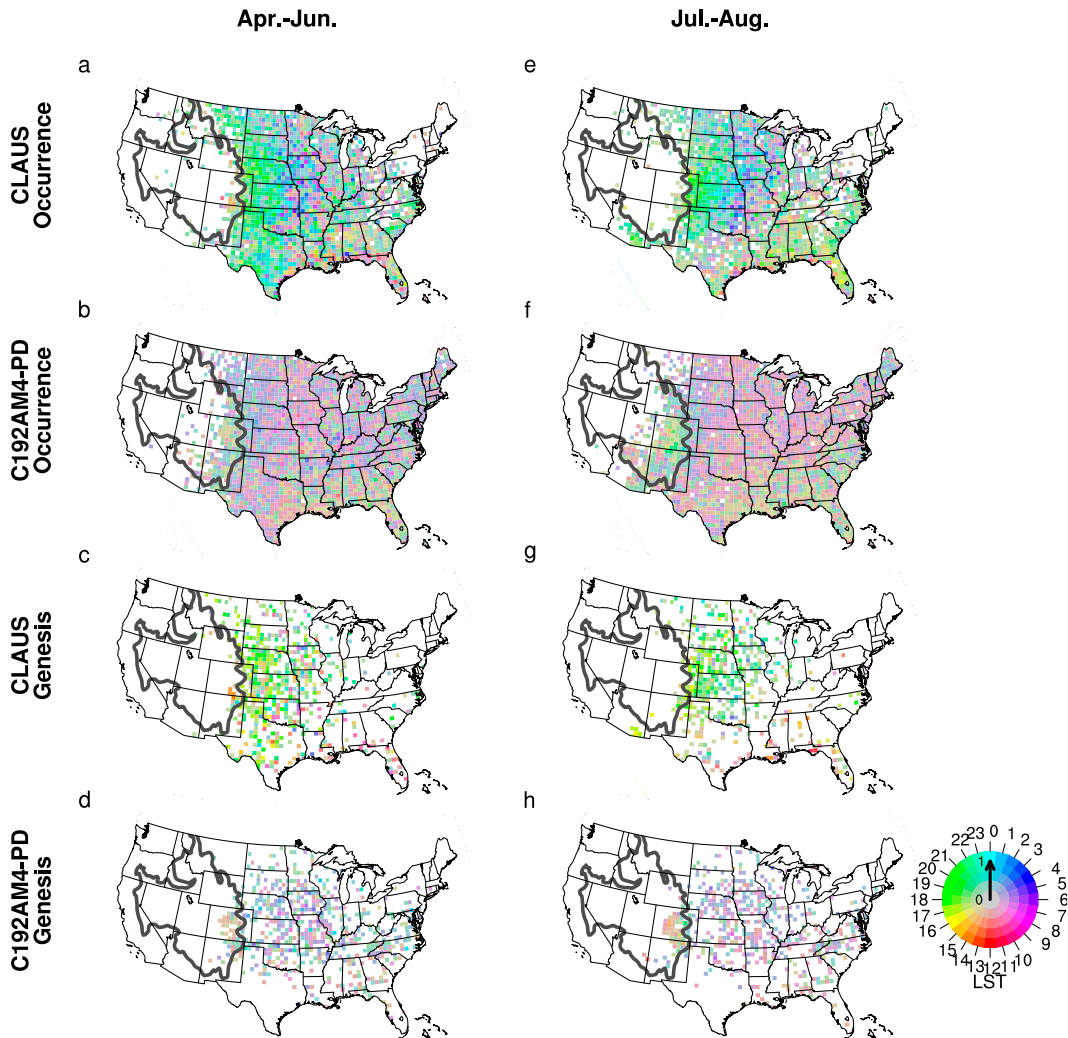 Apr.-Jun.
Jul.-Aug.
a
e
CLAUS
Occurrence
b
f
C192AM4-PD
Occurrence
c
g
CLAUS
Genesis
d
h
C192AM4-PD
Genesis
0
1
2
3
4
5
6
7
8
9
10
11
12
13
14
15
16
17
18
19
20
21
22
23
1
0
LST